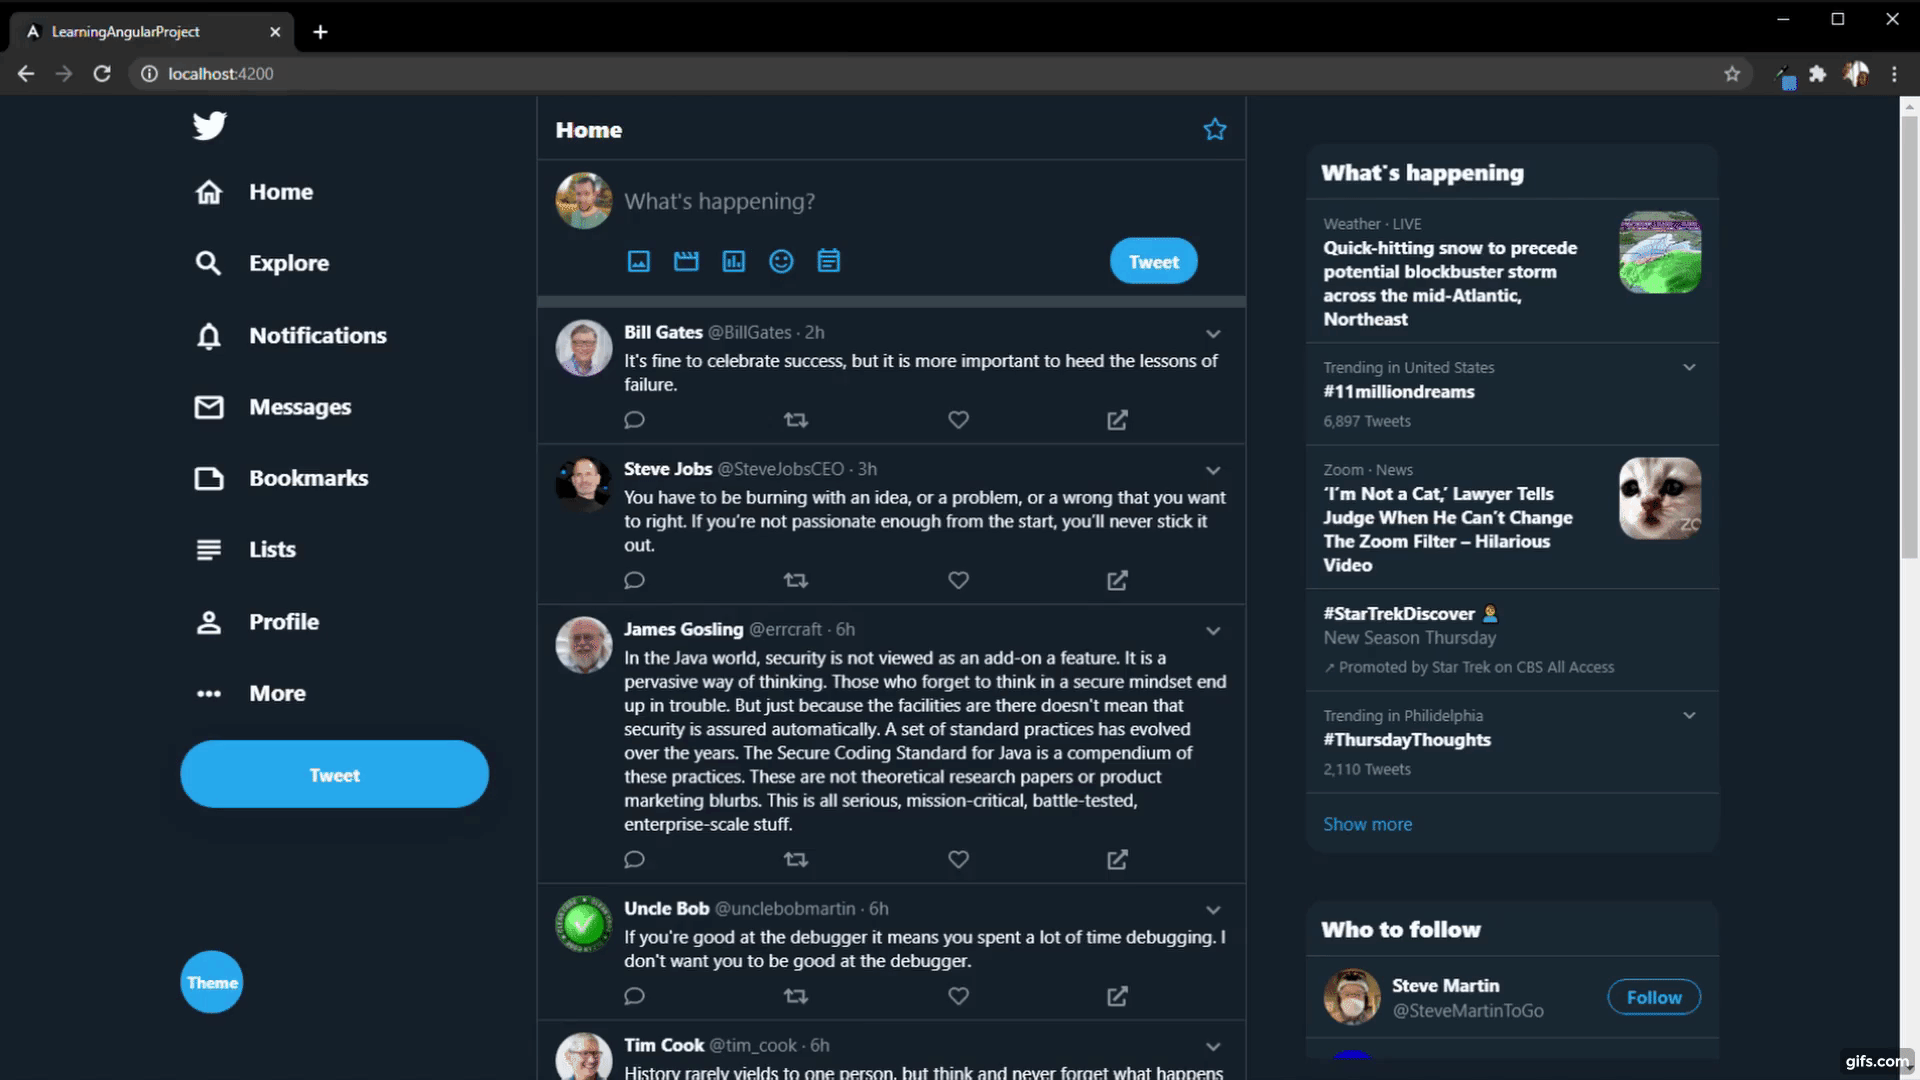 LearningAngularProject
localhost:4200
Home
Explore
Notifications
Messages
Bookmarks
Lists
Profile
More
Tweet
Theme
Home
What's happening?
Tweet
Bill Gates @BillGates · 2h
It's fine to celebrate success, but it is more important to heed the lessons of
failure.
Steve Jobs @SteveJobsCEO · 3h
You have to be burning with an idea, or a problem, or a wrong that you want
to right. If you're not passionate enough from the start, you'll never stick it
out.
James Gosling @errcraft · 6h
In the Java world, security is not viewed as an add-on a feature. It is a
pervasive way of thinking. Those who forget to think in a secure mindset end
up in trouble. But just because the facilities are there doesn't mean that
security is assured automatically. A set of standard practices has evolved
over the years. The Secure Coding Standard for Java is a compendium of
these practices. These are not theoretical research papers or product
marketing blurbs. This is all serious, mission-critical, battle-tested,
enterprise-scale stuff.
Uncle Bob @unclebobmartin · 6h
If you're good at the debugger it means you spent a lot of time debugging. I
don't want you to be good at the debugger.
Tim Cook @tim_cook · 6h
History rarely yields to one person, but think and never forget what happens
What's happening
Weather · LIVE
Quick-hitting snow to precede
potential blockbuster storm
across the mid-Atlantic,
Northeast
Trending in United States
#11milliondreams
6,897 Tweets
Zoom · News
‘I’m Not a Cat,’ Lawyer Tells
Judge When He Can’t Change
The Zoom Filter – Hilarious
Video
ZO
#StarTrekDiscover
New Season Thursday
↗ Promoted by Star Trek on CBS All Access
Trending in Philidelphia
#ThursdayThoughts
2,110 Tweets
Show more
Who to follow
Steve Martin
@SteveMartinToGo
Follow
gifs.com